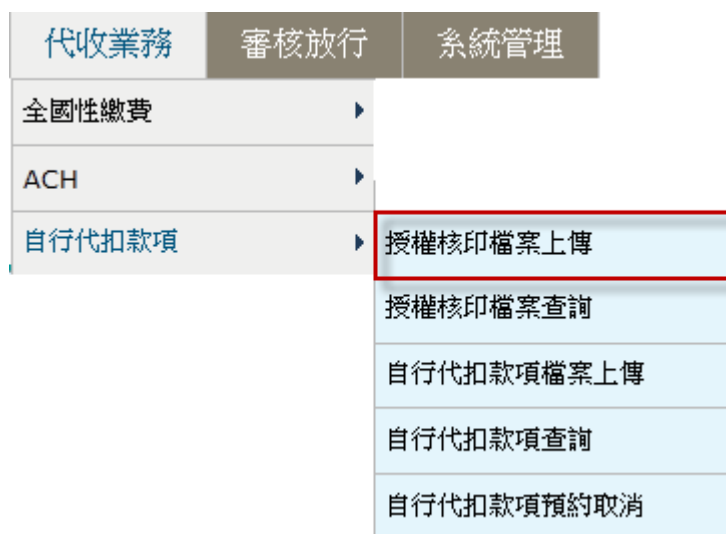 代收業務 審核放行 系統管理
全國性繳費
ACH
自行代扣款項
授權核印檔案上傳
授權核印檔案查詢
自行代扣款項檔案上傳
自行代扣款項查詢
自行代扣款項預約取消